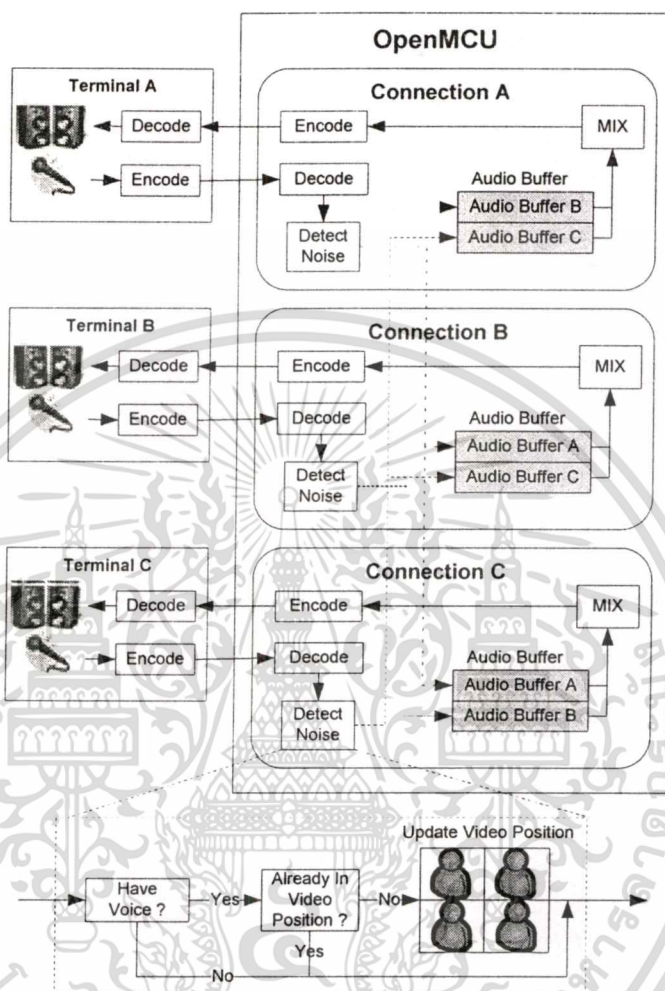 OpenMCU
Terminal A
Decode
Encode
Connection A
Encode
MIX
Decode
Audio Buffer
Audio Buffer B
Audio Buffer C
Detect
Noise
Terminal B
Decode
Encode
Connection B
Encode
MIX
Decode
Audio Buffer
Audio Buffer A
Audio Buffer C
Detect
Noise
Terminal C
Decode
Encode
Connection C
Encode
MIX
Decode
Audio Buffer
Audio Buffer A
Audio Buffer B
Detect
Noise
Update Video Position
Have
Voice ?
Yes
Already In
Video
Position ?
No
Yes
No